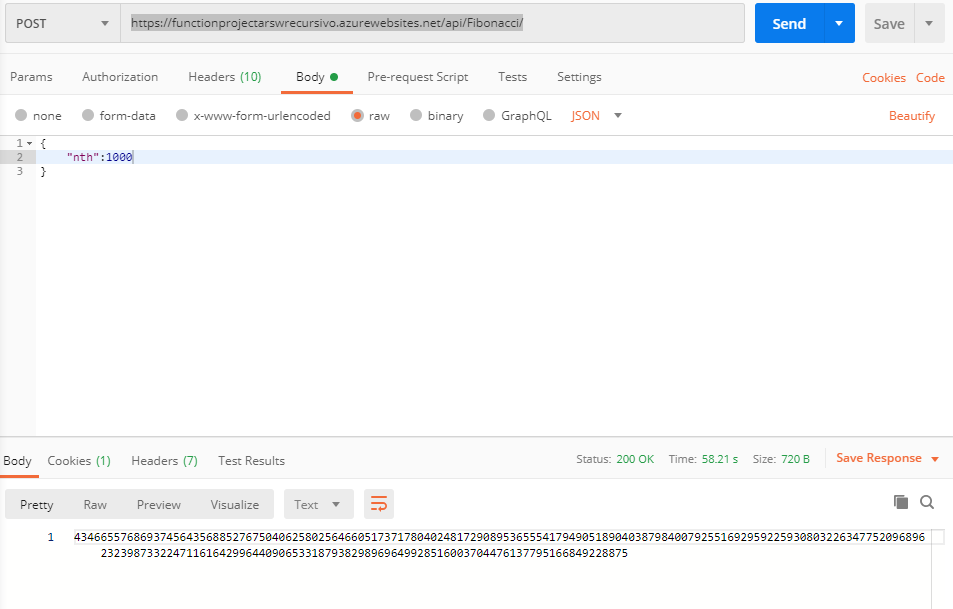 POST https://functionprojectarswrecursivo.azurewebsites.net/api/Fibonacci/ Send Save
Params Authorization Headers (10) Body Pre-request Script Tests Settings Cookies Code
none form-data x-www-form-urlencoded raw binary GraphQL JSON Beautify
1 {
2 "nth":1000
3 }
Body Cookies (1) Headers (7) Test Results Status: 200 OK Time: 58.21 s Size: 720 B Save Response
Pretty Raw Preview Visualize Text
1 43466557686937456435688527675040625802564660517371780402481729089536555417949051890403879840079255169295922593080322634775209689
6232398733224711616429964409065331879382989696499285160037044761377951668492288​75